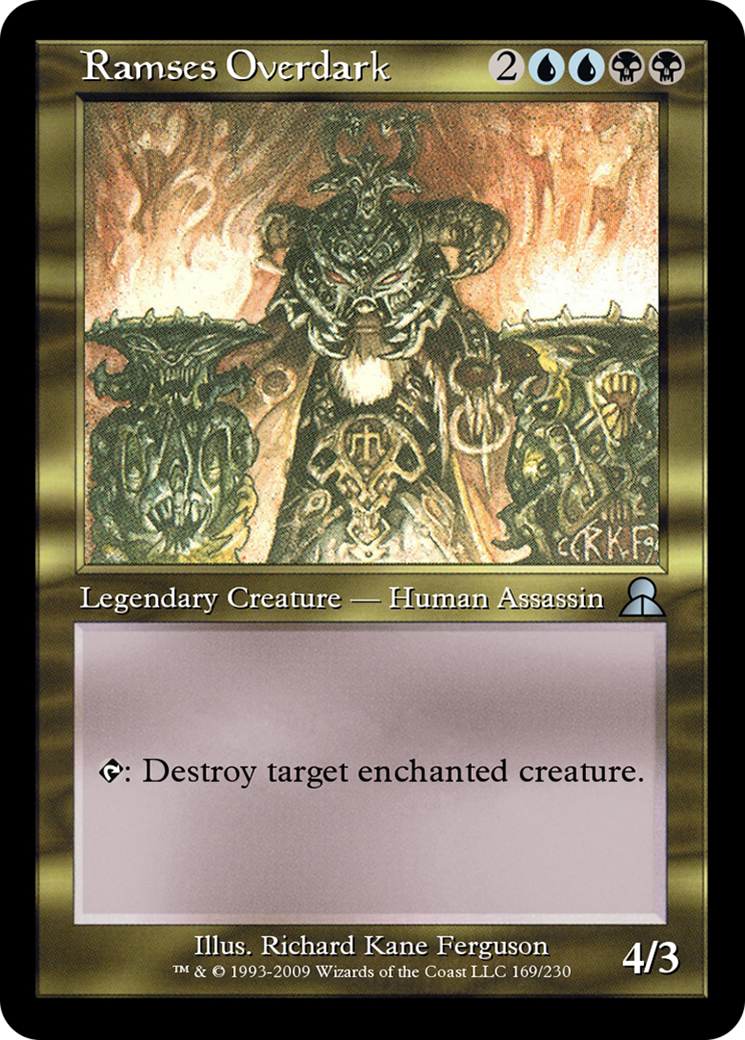 Ramses Overdark 2
Legendary Creature — Human Assassin
: Destroy target enchanted creature.
Illus. Richard Kane Ferguson
™ & © 1993-2009 Wizards of the Coast LLC 169/230
4/3